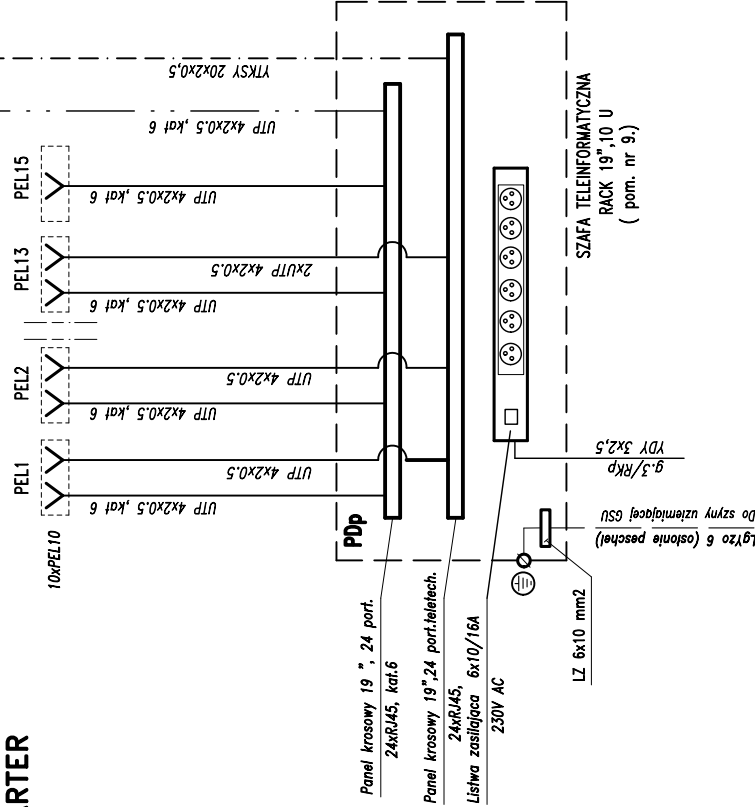 ARTER
10xPEL10
PEL1
PEL2
PEL13
PEL15
UTP 4x2x0.5 ,kat 6
UTP 4x2x0.5
UTP 4x2x0.5 ,kat 6
UTP 4x2x0.5
UTP 4x2x0.5 ,kat 6
2xUTP 4x2x0.5
UTP 4x2x0.5 ,kat 6
UTP 4x2x0.5 ,kat 6
YTKSY 20x2x0,5
PDp
Panel krosowy 19 ", 24 port.
24xRJ45, kat.6
Panel krosowy 19",24 port.teletech.
24xRJ45,
Listwa zasilająca 6x10/16A
230V AC
LZ 6x10 mm2
g.3/RKp
YDY 3x2,5
LgYżo 6 (osłonie peschel)
Do szyny uziemiającej GSU
SZAFA TELEINFORMATYCZNA
RACK 19",10 U
( pom. nr 9.)